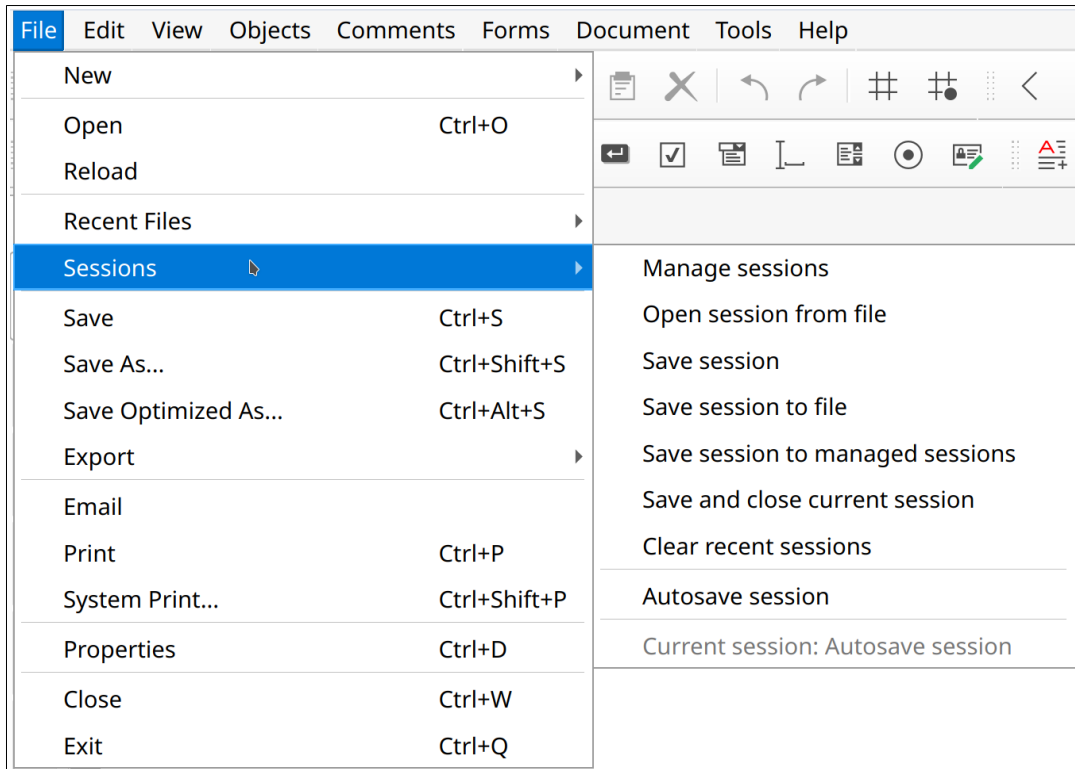 File Edit View Objects Comments Forms Document Tools Help
New
Open Ctrl+O
Reload
Recent Files
Sessions
Save Ctrl+S
Save As... Ctrl+Shift+S
Save Optimized As... Ctrl+Alt+S
Export
Email
Print Ctrl+P
System Print... Ctrl+Shift+P
Properties Ctrl+D
Close Ctrl+W
Exit Ctrl+Q
Manage sessions
Open session from file
Save session
Save session to file
Save session to managed sessions
Save and close current session
Clear recent sessions
Autosave session
Current session: Autosave session